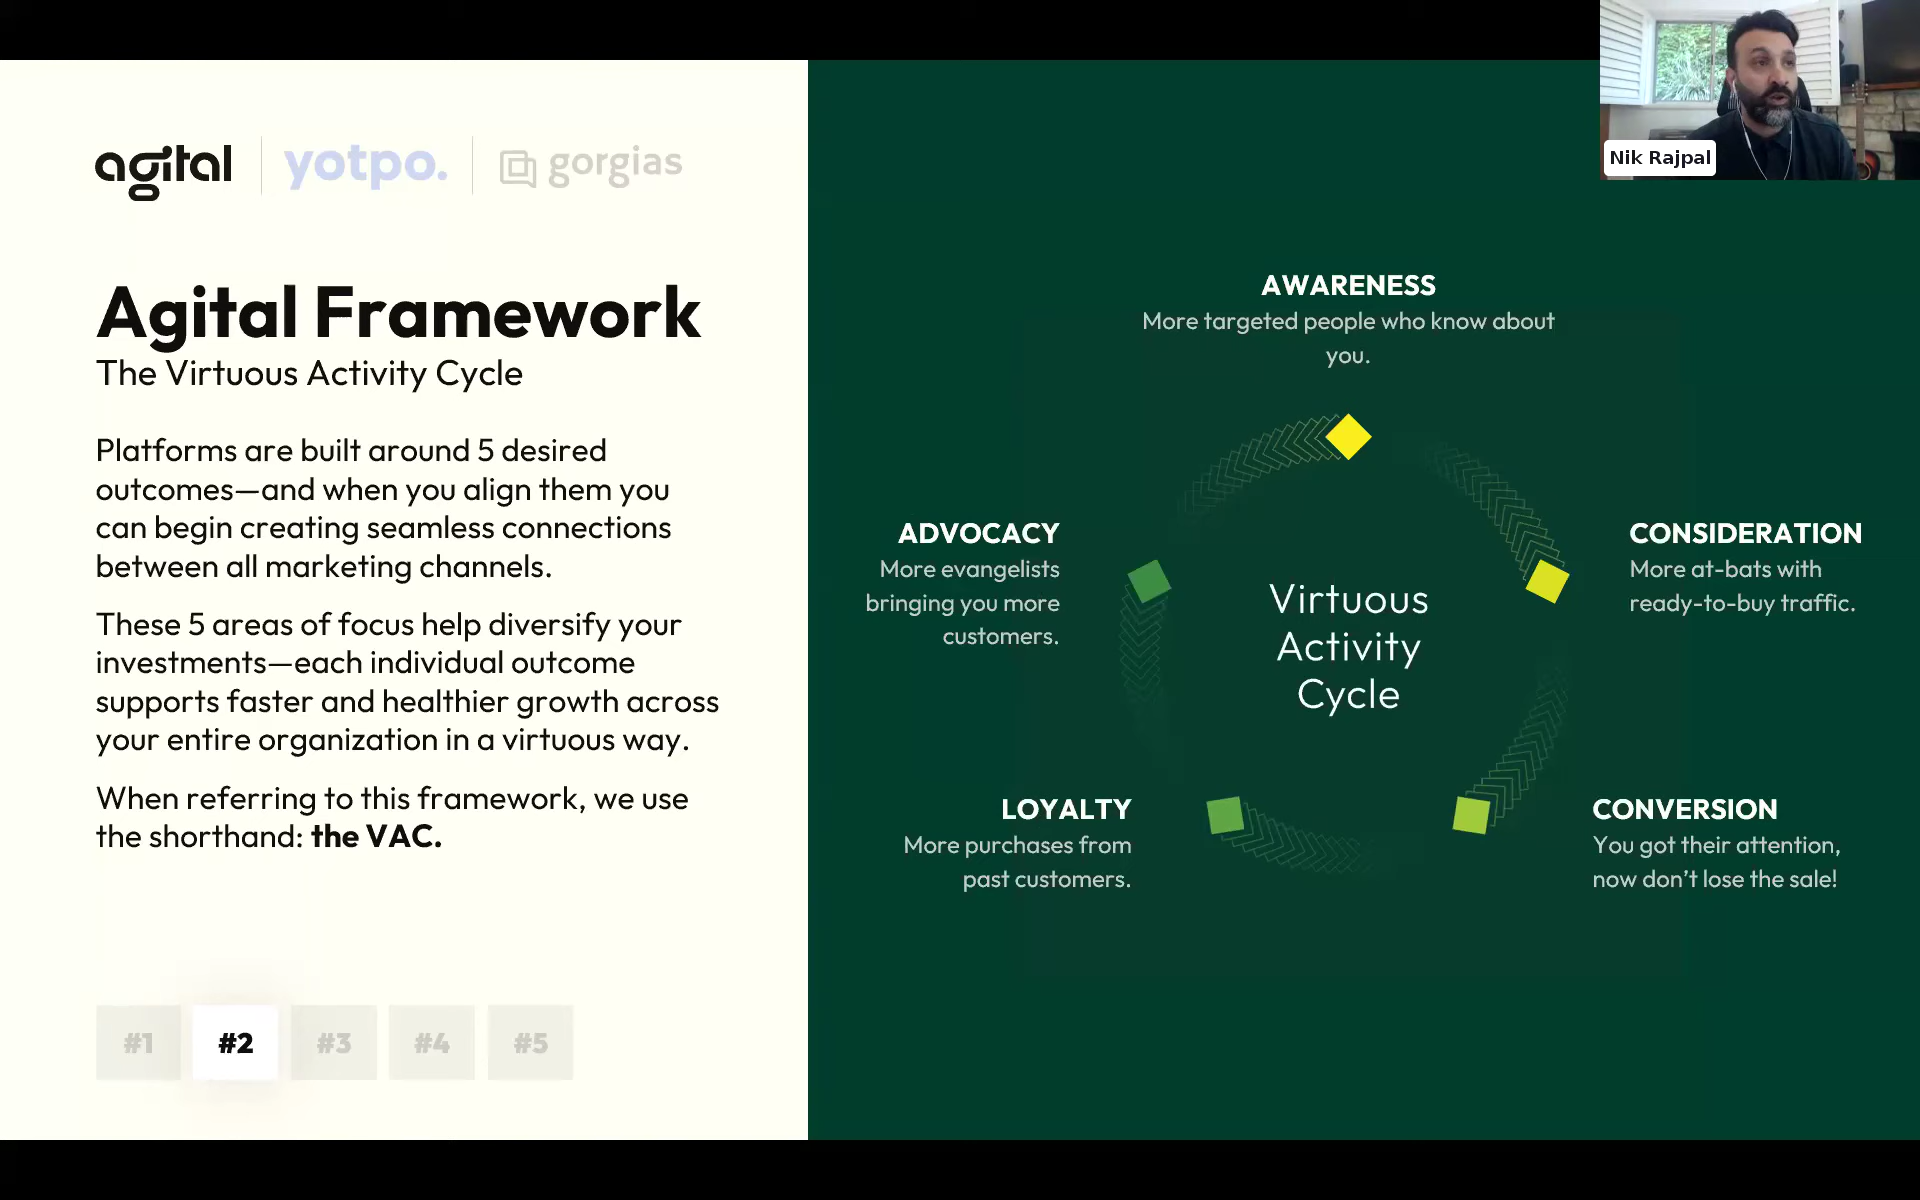 agital
yotpo.
gorgias
Nik Rajpal
Agital Framework
The Virtuous Activity Cycle
Platforms are built around 5 desired
outcomes—and when you align them you
can begin creating seamless connections
between all marketing channels.
These 5 areas of focus help diversify your
investments—each individual outcome
supports faster and healthier growth across
your entire organization in a virtuous way.
When referring to this framework, we use
the shorthand: the VAC.
#1
#2
#3
#4
#5
AWARENESS
More targeted people who know about
you.
CONSIDERATION
More at-bats with
ready-to-buy traffic.
CONVERSION
You got their attention,
now don't lose the sale!
LOYALTY
More purchases from
past customers.
ADVOCACY
More evangelists
bringing you more
customers.
Virtuous
Activity
Cycle